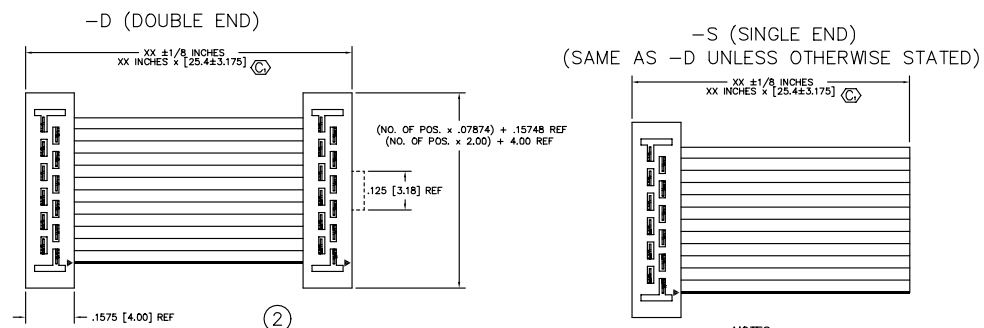 -D (DOUBLE END)
XX ±1/8 INCHES
XX INCHES x [25.4±3.175] C1
(NO. OF POS. x .07874) + .15748 REF
(NO. OF POS. x 2.00) + 4.00 REF
.125 [3.18] REF
.1575 [4.00] REF
2
-S (SINGLE END)
(SAME AS -D UNLESS OTHERWISE STATED)
XX ±1/8 INCHES
XX INCHES x [25.4±3.175] C1